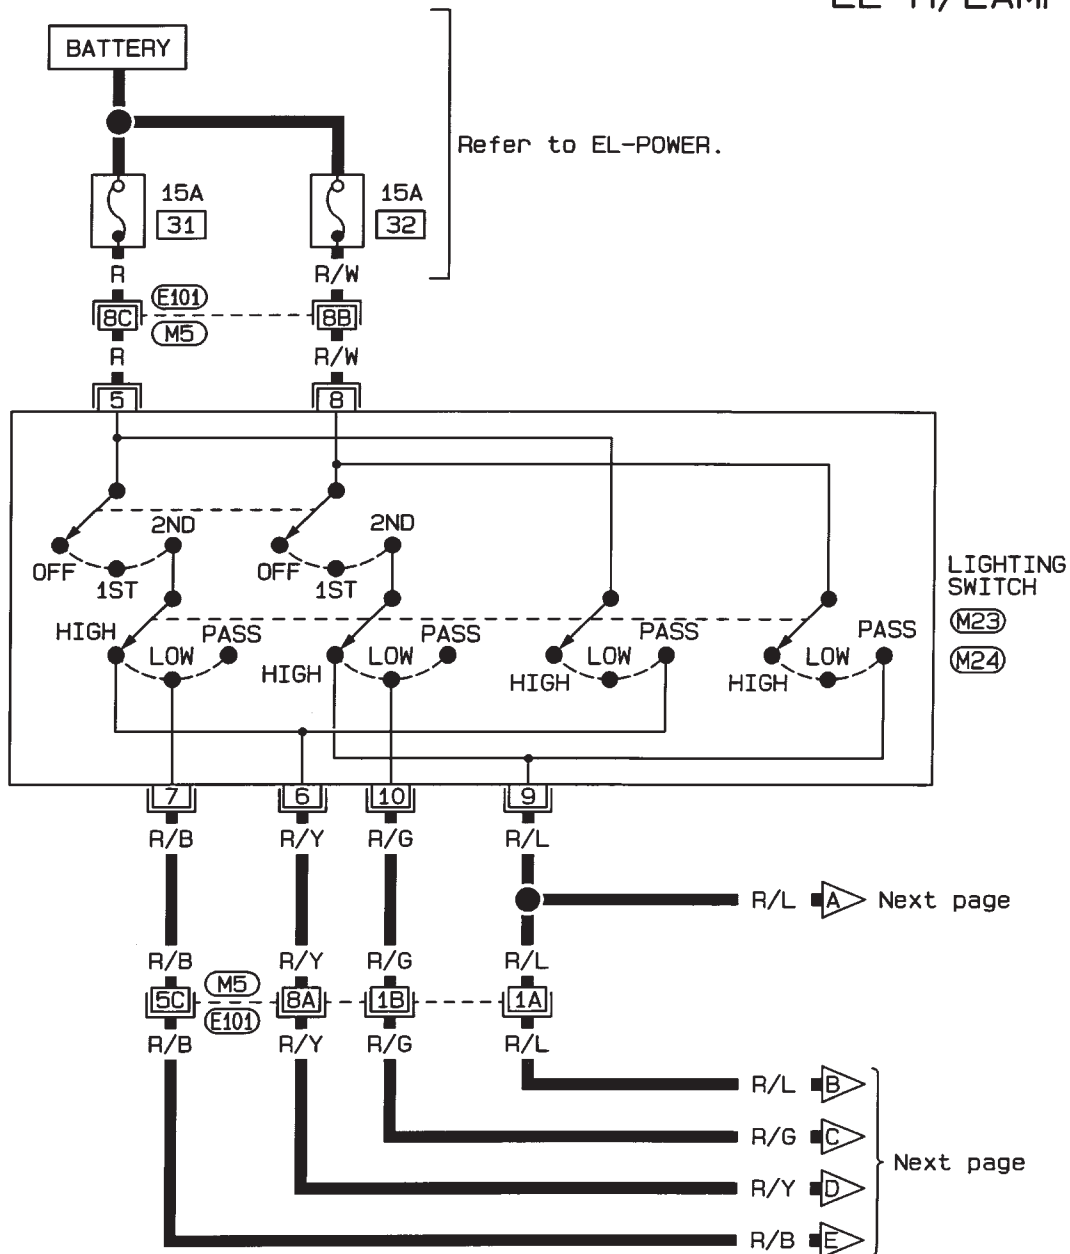 BATTERY
Refer to EL-POWER.
15A
31
15A
32
R
R/W
8C
E101
M5
8B
R
R/W
5
8
OFF
1ST
2ND
OFF
1ST
2ND
HIGH
LOW
PASS
HIGH
LOW
PASS
HIGH
LOW
PASS
HIGH
LOW
PASS
LIGHTING
SWITCH
M23
M24
7
6
10
9
R/B
R/Y
R/G
R/L
R/L
A
Next page
R/B
R/Y
R/G
R/L
5C
M5
E101
8A
1B
1A
R/B
R/Y
R/G
R/L
R/L
B
R/G
C
R/Y
D
R/B
E
Next page